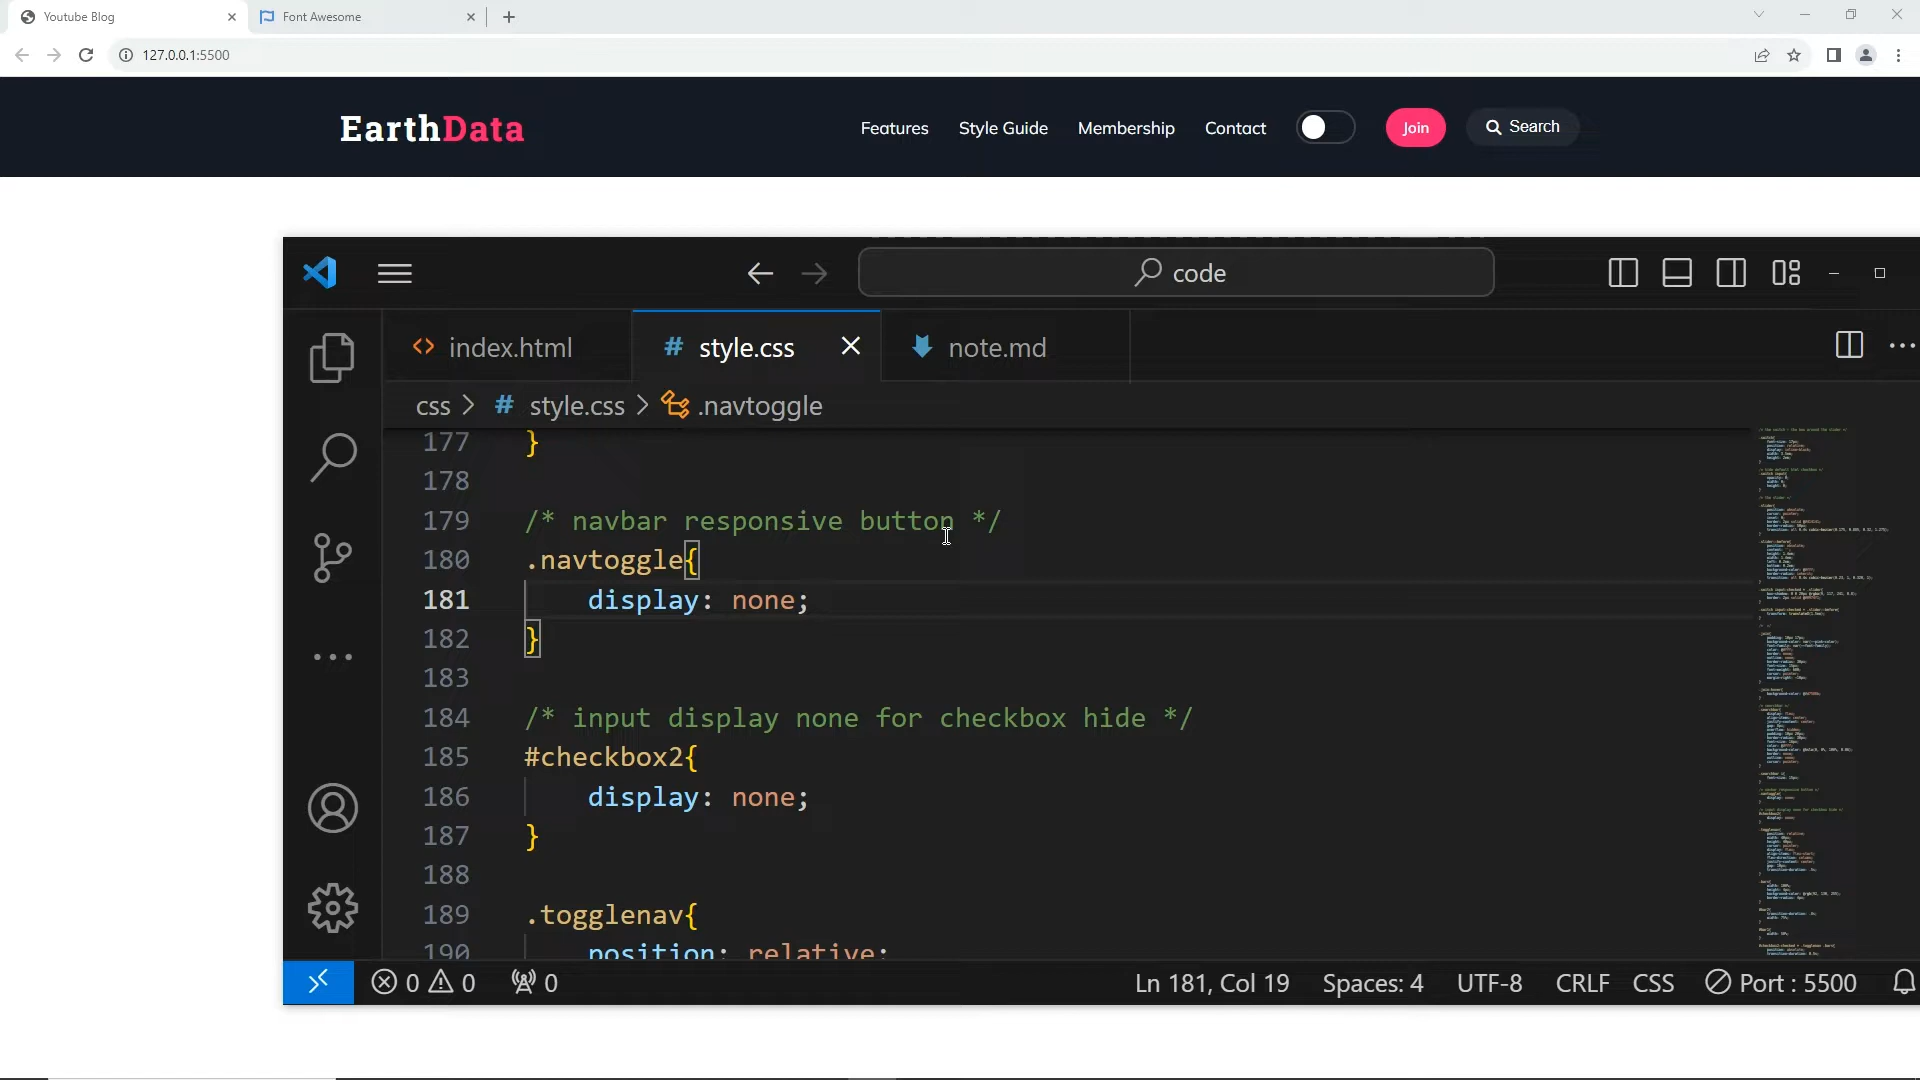 Youtube Blog
Font Awesome
127.0.0.1:5500
EarthData
Features
Style Guide
Membership
Contact
Join
Search
code
index.html
# style.css
note.md
css > # style.css > .navtoggle
177 }
178
179 /* navbar responsive button */
180 .navtoggle{
181 display: none;
182 }
183
184 /* input display none for checkbox hide */
185 #checkbox2{
186 display: none;
187 }
188
189 .togglenav{
190 position: relative;
0 0 0
Ln 181, Col 19
Spaces: 4
UTF-8
CRLF
CSS
Port : 5500